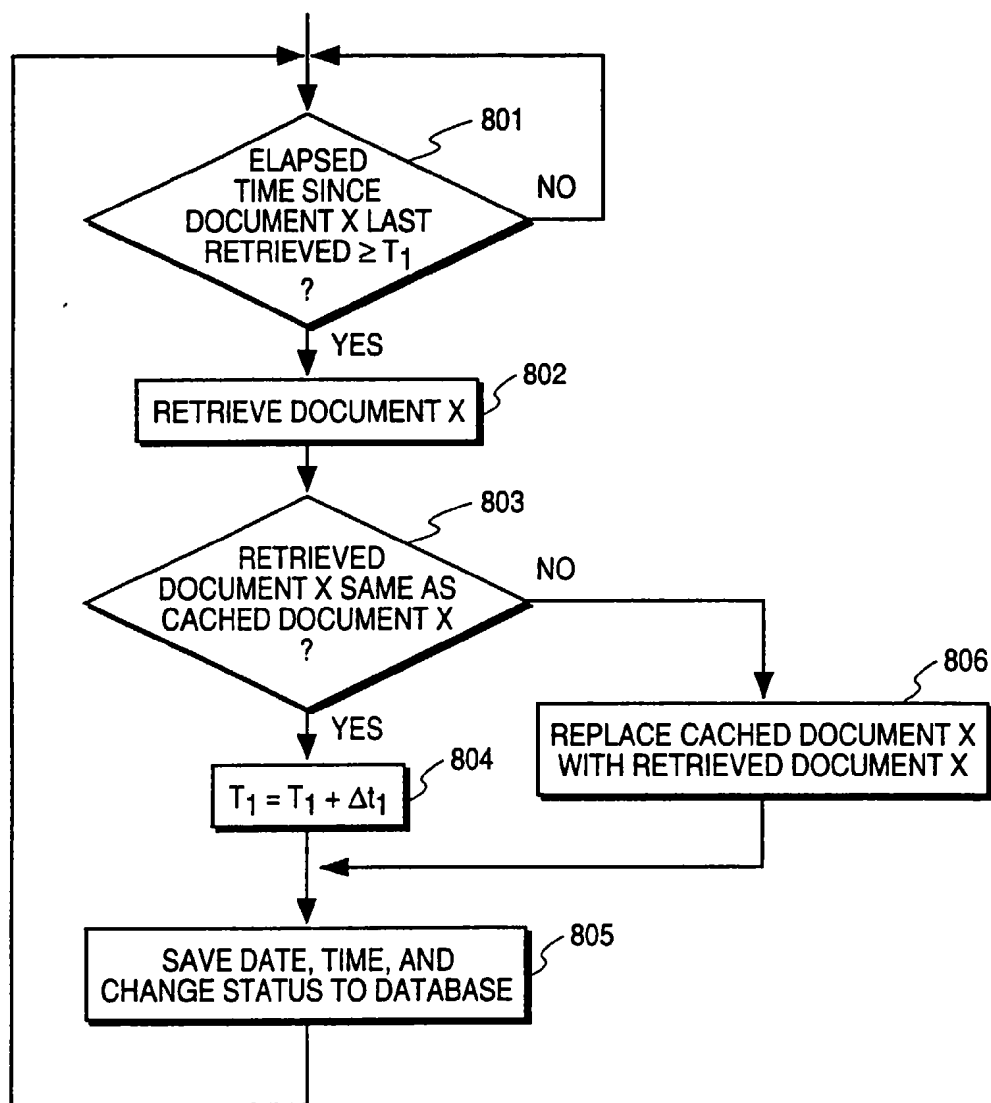 801
ELAPSED
TIME SINCE
DOCUMENT X LAST
RETRIEVED ≥ T₁
?
NO
YES
802
RETRIEVE DOCUMENT X
803
RETRIEVED
DOCUMENT X SAME AS
CACHED DOCUMENT X
?
NO
YES
806
REPLACE CACHED DOCUMENT X
WITH RETRIEVED DOCUMENT X
804
T₁ = T₁ + Δt₁
805
SAVE DATE, TIME, AND
CHANGE STATUS TO DATABASE